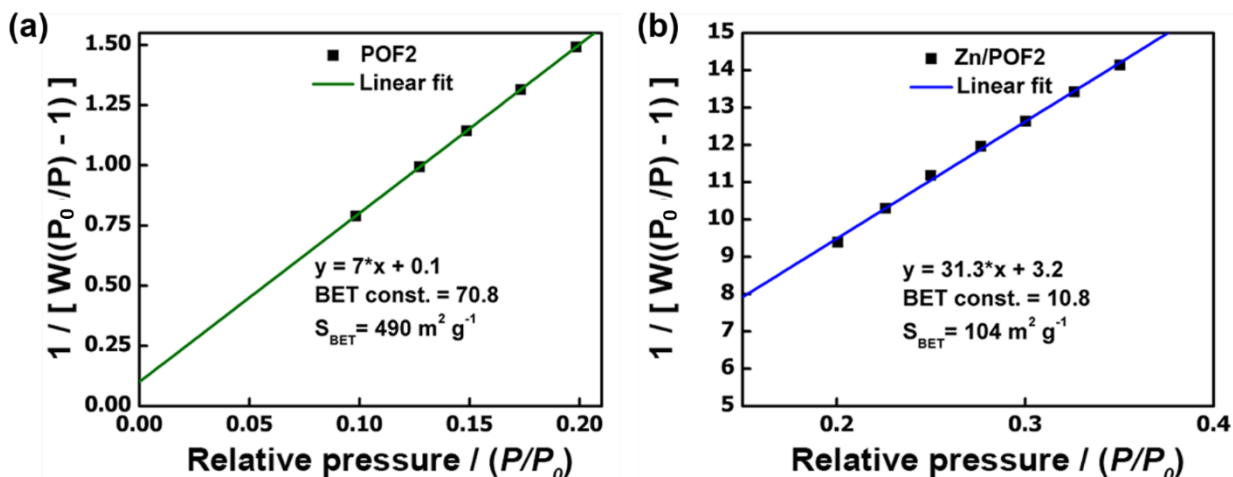 (a)
1.50
1.25
1.00
0.75
0.50
0.25
0.00
1 / [ W((P₀ /P) - 1) ]
POF2
Linear fit
y = 7*x + 0.1
BET const. = 70.8
S_BET= 490 m² g⁻¹
0.00 0.05 0.10 0.15 0.20
Relative pressure / (P/P₀)
(b)
15
14
13
12
11
10
9
8
7
6
5
1 / [ W((P₀ /P) - 1) ]
Zn/POF2
Linear fit
y = 31.3*x + 3.2
BET const. = 10.8
S_BET= 104 m² g⁻¹
0.2 0.3 0.4
Relative pressure / (P/P₀)